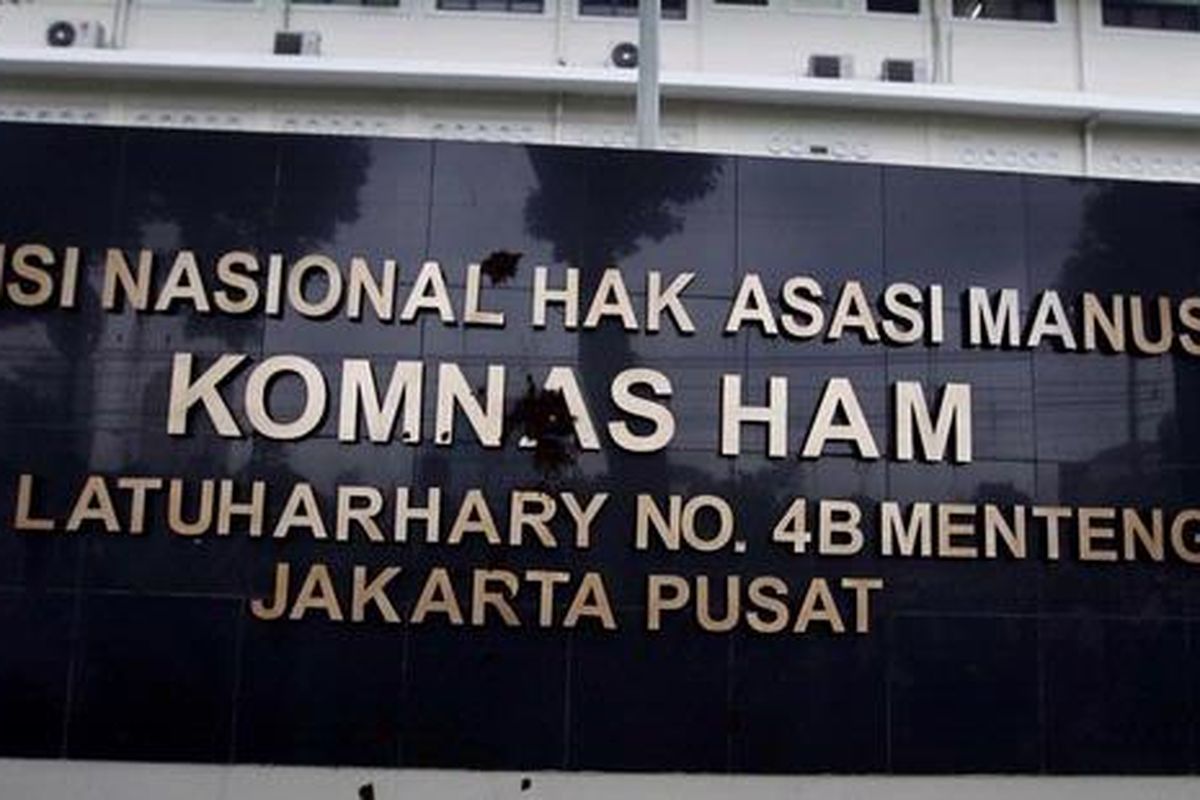 ISI NASIONAL HAK ASASI MANUS
KOMNAS HAM
LATUHARHARY NO. 4B MENTENG
JAKARTA PUSAT